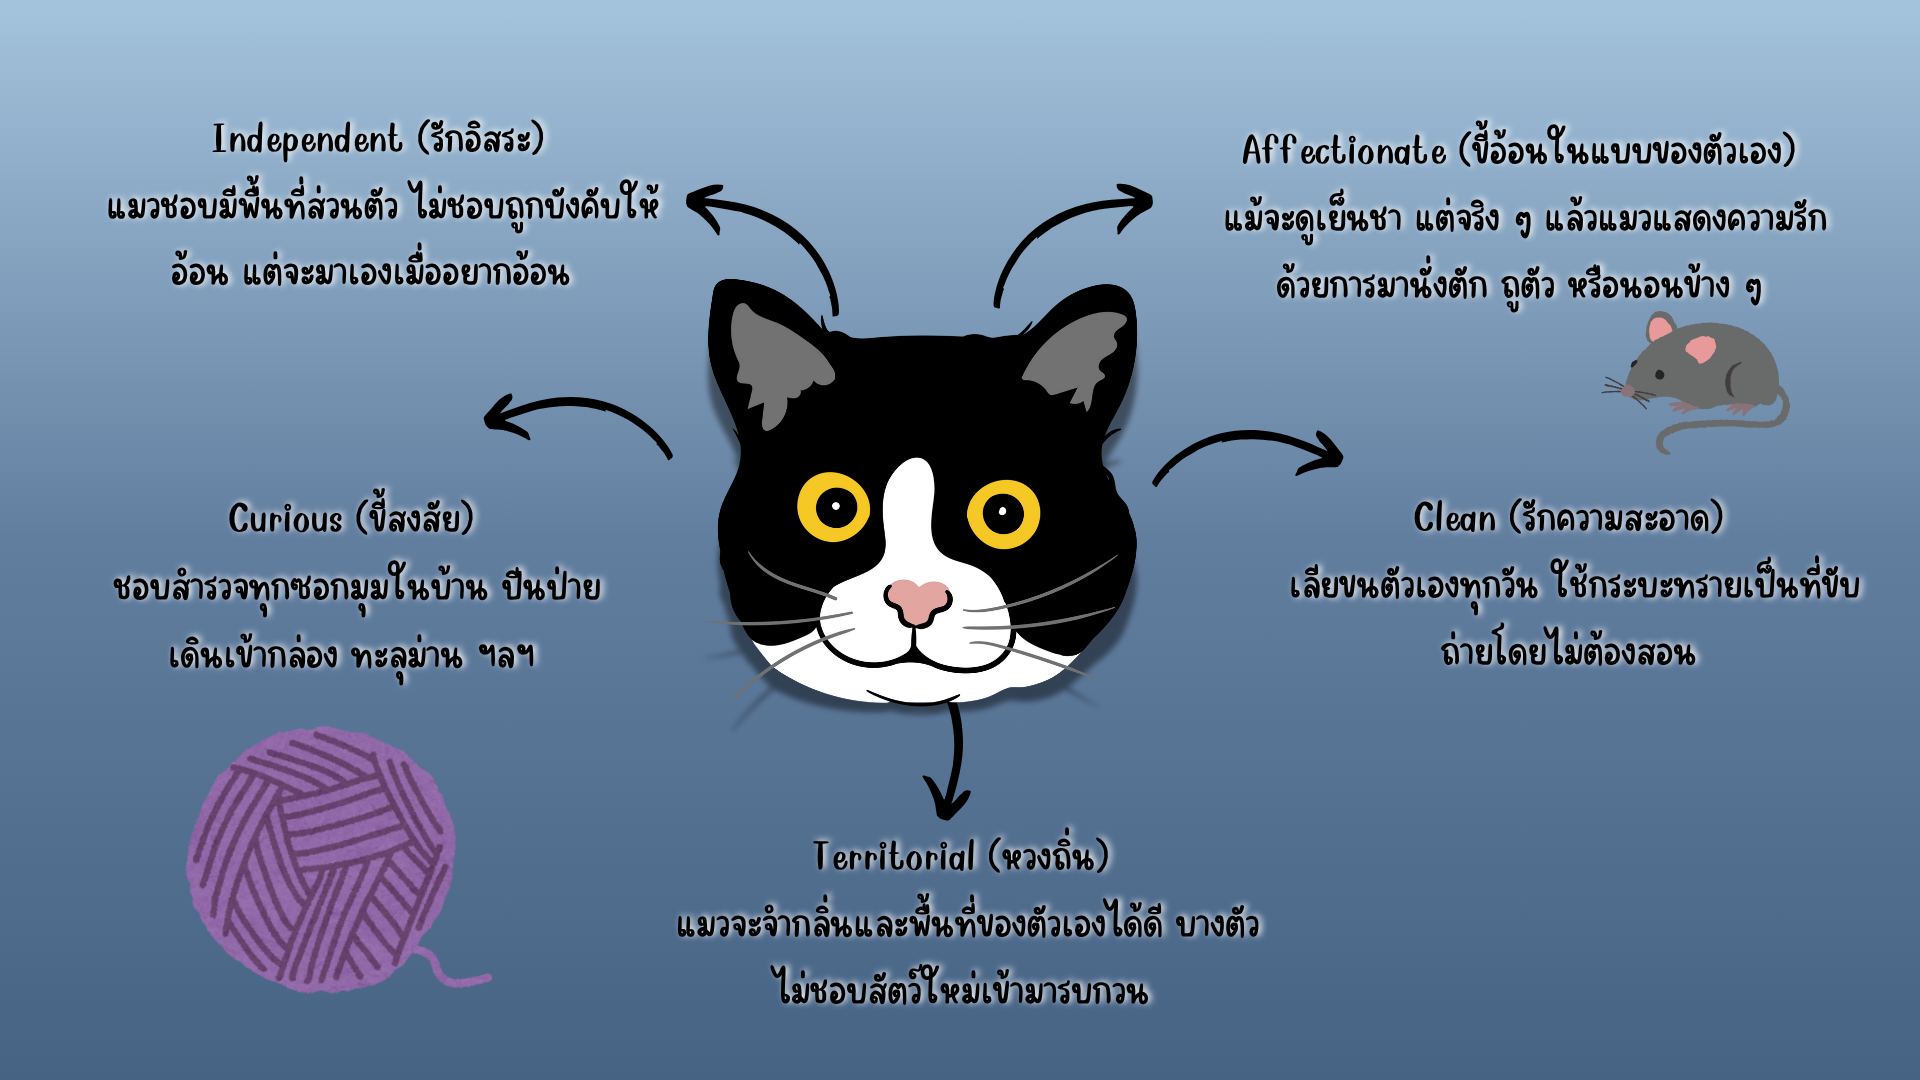 Independent (รักอิสระ)
แมวชอบมีพื้นที่ส่วนตัว ไม่ชอบถูกบังคับให้
อ้อน แต่จะมาเองเมื่ออยากอ้อน
Affectionate (ขี้อ้อนในแบบของตัวเอง)
แม้จะดูเย็นชา แต่จริง ๆ แล้วแมวแสดงความรัก
ด้วยการมานั่งตัก ถูตัว หรือนอนข้าง ๆ
Curious (ขี้สงสัย)
ชอบสำรวจทุกซอกมุมในบ้าน ปีนป่าย
เดินเข้ากล่อง ทะลุม่าน ฯลฯ
Clean (รักความสะอาด)
เลียขนตัวเองทุกวัน ใช้กระบะทรายเป็นที่ขับ
ถ่ายโดยไม่ต้องสอน
Territorial (หวงถิ่น)
แมวจะจำกลิ่นและพื้นที่ของตัวเองได้ดี บางตัว
ไม่ชอบสัตว์ใหม่เข้ามารบกวน